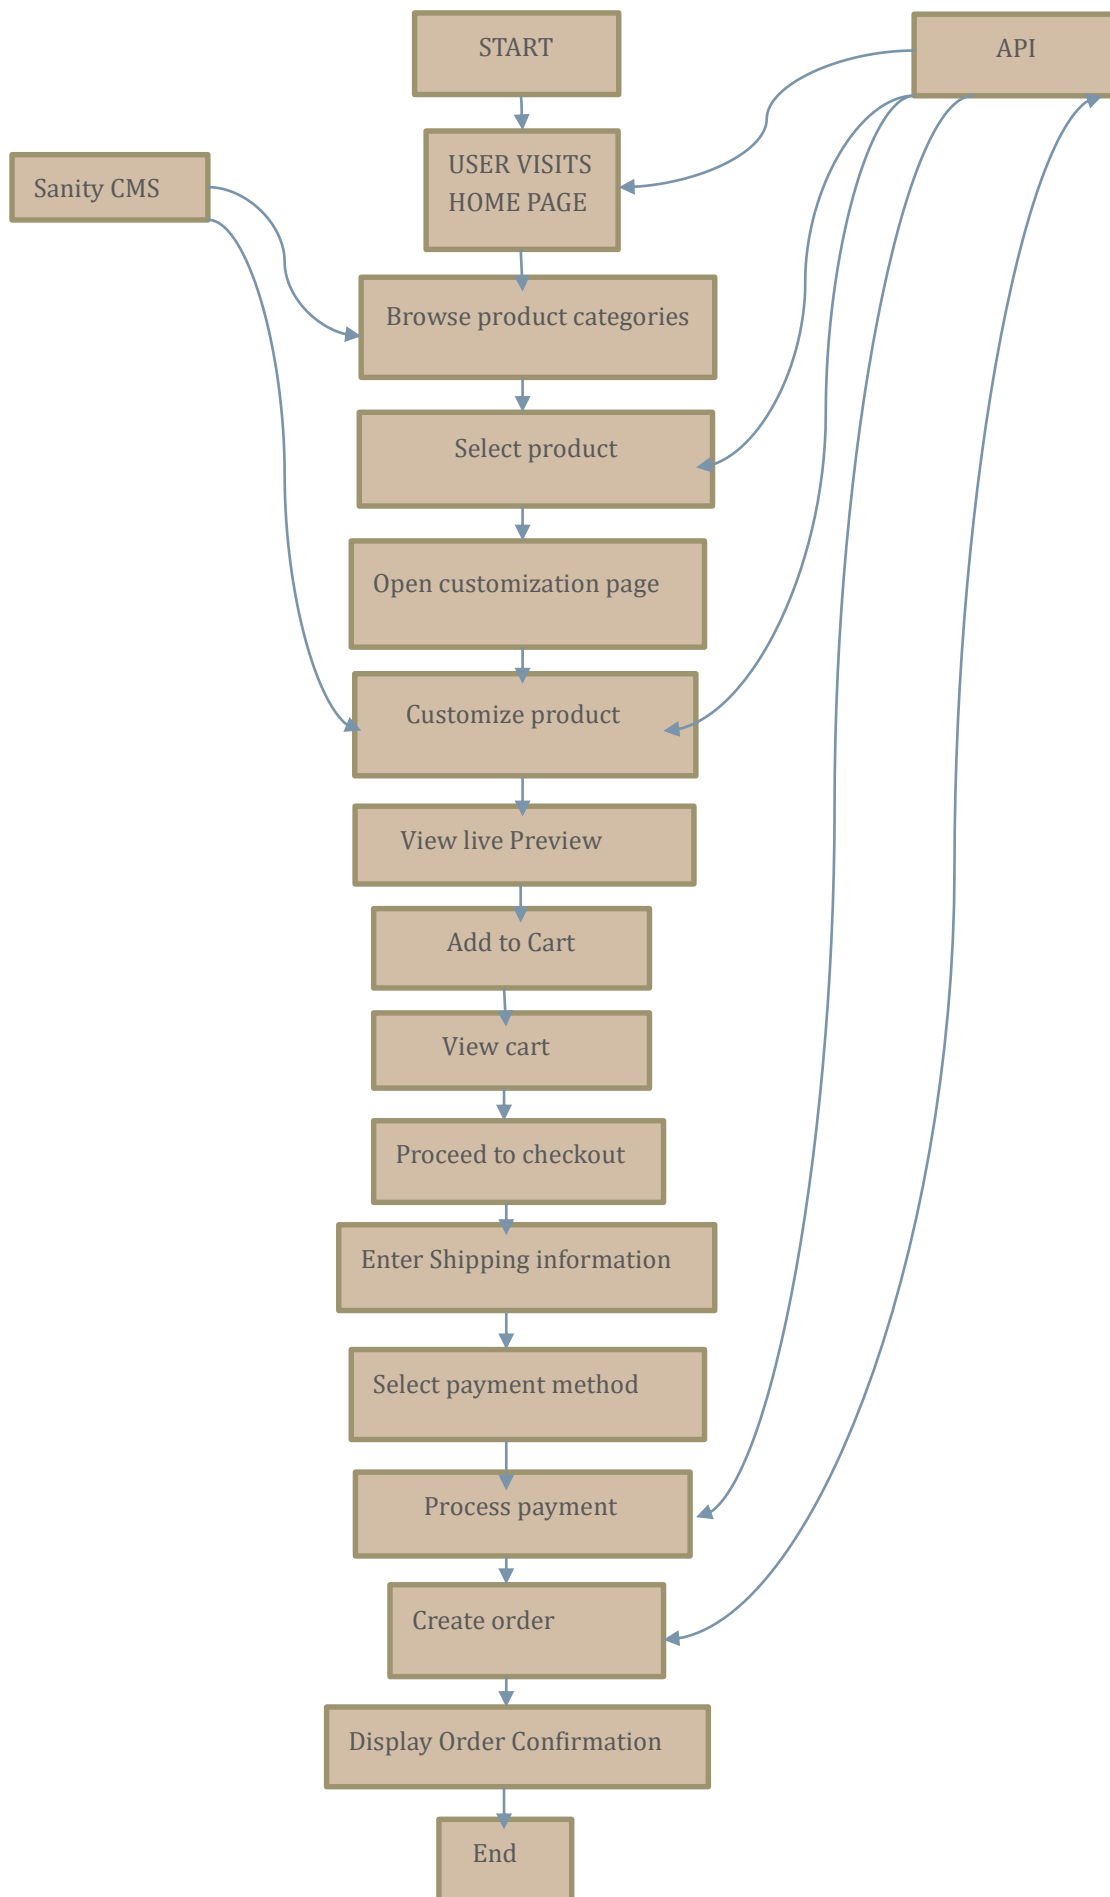 START
API
USER VISITS
HOME PAGE
Sanity CMS
Browse product categories
Select product
Open customization page
Customize product
View live Preview
Add to Cart
View cart
Proceed to checkout
Enter Shipping information
Select payment method
Process payment
Create order
Display Order Confirmation
End